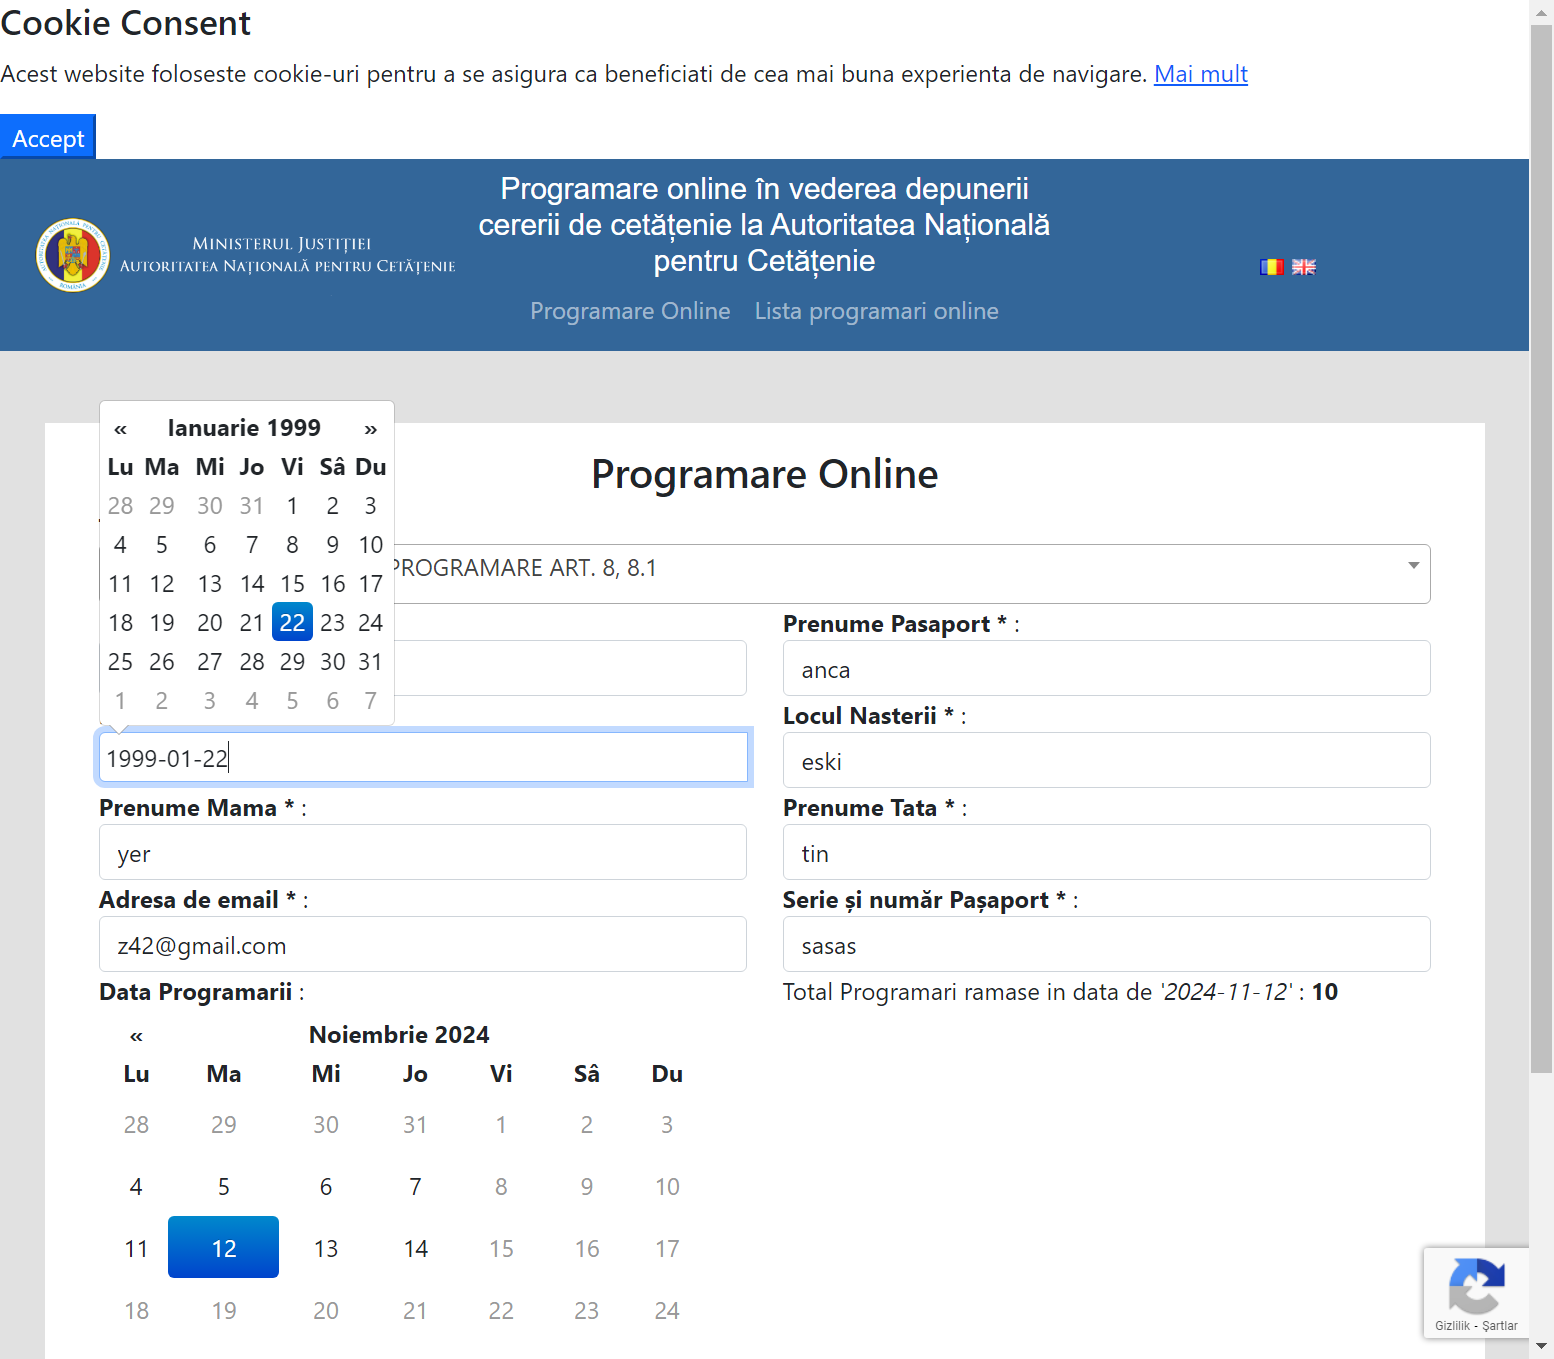 Cookie Consent
Acest website foloseste cookie-uri pentru a se asigura ca beneficiati de cea mai buna experienta de navigare. Mai mult
Accept
MINISTERUL JUSTIȚIEI
AUTORITATEA NAȚIONALĂ PENTRU CETĂȚENIE
Programare online în vederea depunerii
cererii de cetățenie la Autoritatea Națională
pentru Cetățenie
Programare Online Lista programari online
« Ianuarie 1999 »
Lu Ma Mi Jo Vi Sâ Du
28 29 30 31 1 2 3
4 5 6 7 8 9 10
11 12 13 14 15 16 17
18 19 20 21 22 23 24
25 26 27 28 29 30 31
1 2 3 4 5 6 7
Programare Online
PROGRAMARE ART. 8, 8.1
Prenume Pasaport * :
anca
Locul Nasterii * :
1999-01-22
eski
Prenume Mama * :
Prenume Tata * :
yer
tin
Adresa de email * :
Serie și număr Pașaport * :
z42@gmail.com
sasas
Data Programarii :
Total Programari ramase in data de '2024-11-12' : 10
« Noiembrie 2024
Lu Ma Mi Jo Vi Sâ Du
28 29 30 31 1 2 3
4 5 6 7 8 9 10
11 12 13 14 15 16 17
18 19 20 21 22 23 24
Gizlilik - Şartlar